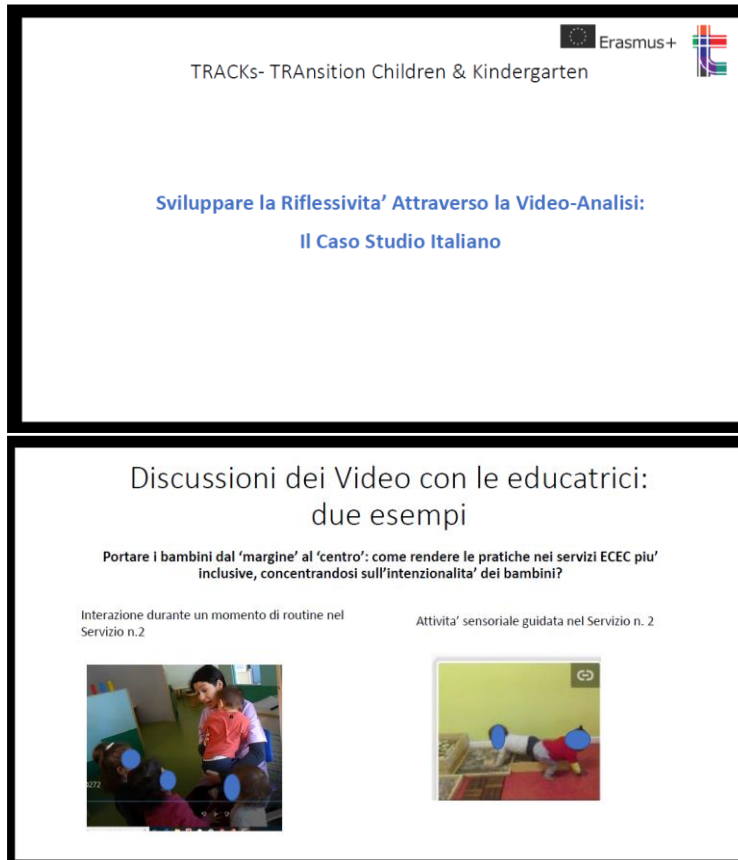 Erasmus+
TRACKs- TRAnsition Children & Kindergarten
Sviluppare la Riflessivita’ Attraverso la Video-Analisi:
Il Caso Studio Italiano
Discussioni dei Video con le educatrici:
due esempi
Portare i bambini dal ‘margine’ al ‘centro’: come rendere le pratiche nei servizi ECEC piu’
inclusive, concentrandosi sull’intenzionalita’ dei bambini?
Interazione durante un momento di routine nel
Servizio n.2
Attivita’ sensoriale guidata nel Servizio n. 2